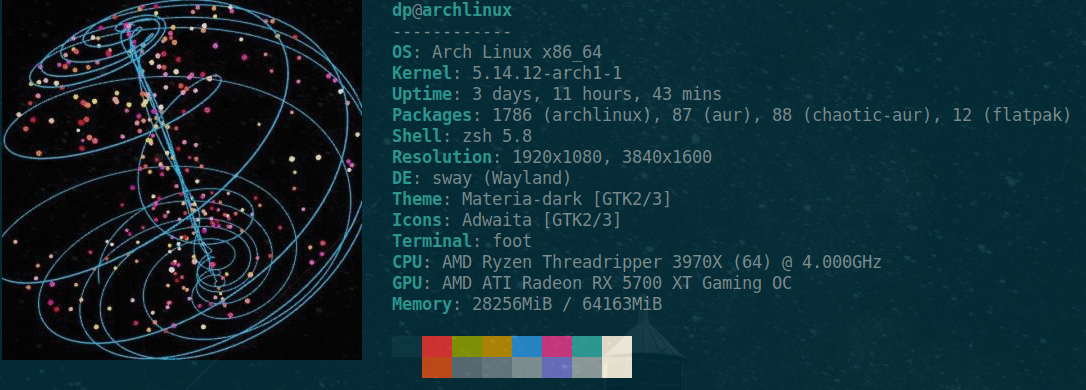 dp@archlinux
------------
OS: Arch Linux x86_64
Kernel: 5.14.12-arch1-1
Uptime: 3 days, 11 hours, 43 mins
Packages: 1786 (archlinux), 87 (aur), 88 (chaotic-aur), 12 (flatpak)
Shell: zsh 5.8
Resolution: 1920x1080, 3840x1600
DE: sway (Wayland)
Theme: Materia-dark [GTK2/3]
Icons: Adwaita [GTK2/3]
Terminal: foot
CPU: AMD Ryzen Threadripper 3970X (64) @ 4.000GHz
GPU: AMD ATI Radeon RX 5700 XT Gaming OC
Memory: 28256MiB / 64163MiB